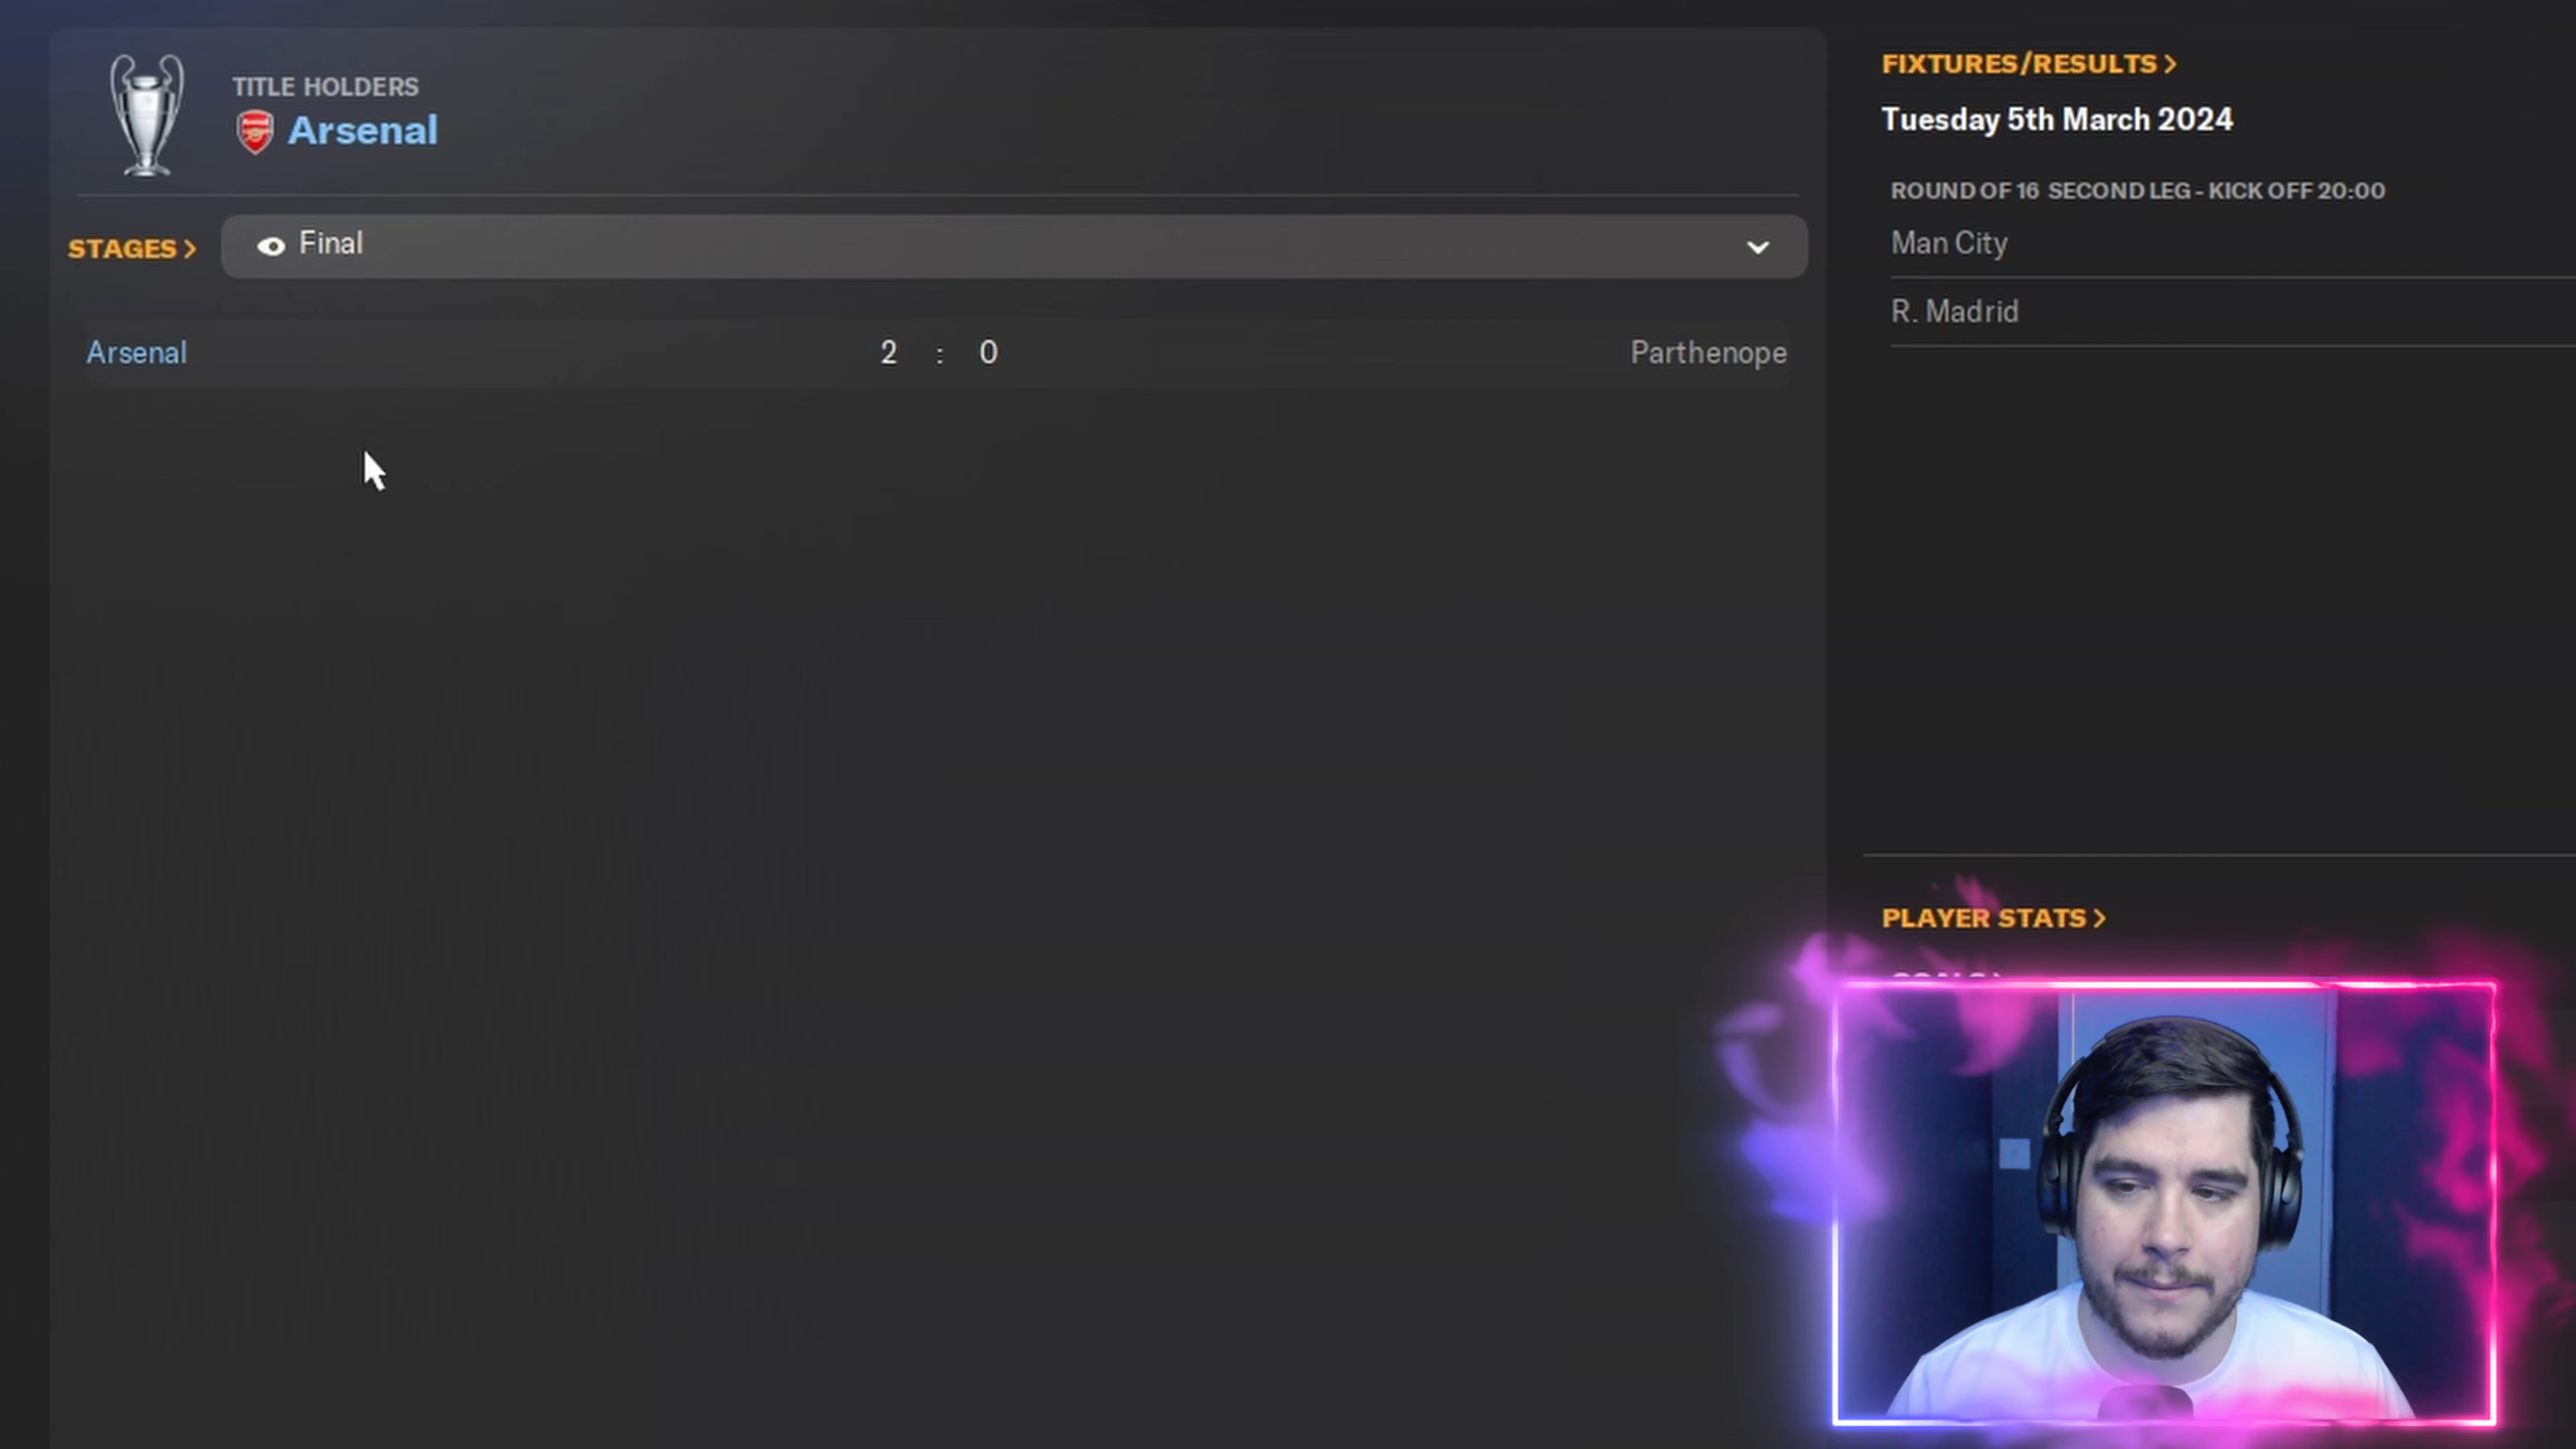 TITLE HOLDERS
Arsenal
STAGES
Final
Arsenal 2 : 0 Parthenope
FIXTURES/RESULTS
Tuesday 5th March 2024
ROUND OF 16 SECOND LEG - KICK OFF 20:00
Man City
R. Madrid
PLAYER STATS